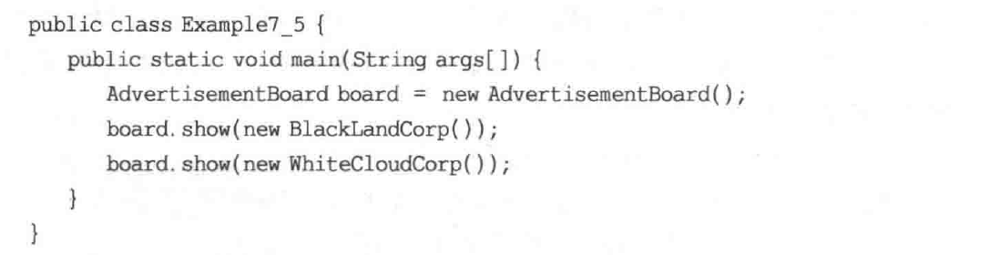 public class Example7_5 {
public static void main(String args[]) {
AdvertisementBoard board = new AdvertisementBoard();
board.show(new BlackLandCorp());
board.show(new WhiteCloudCorp());
}
}